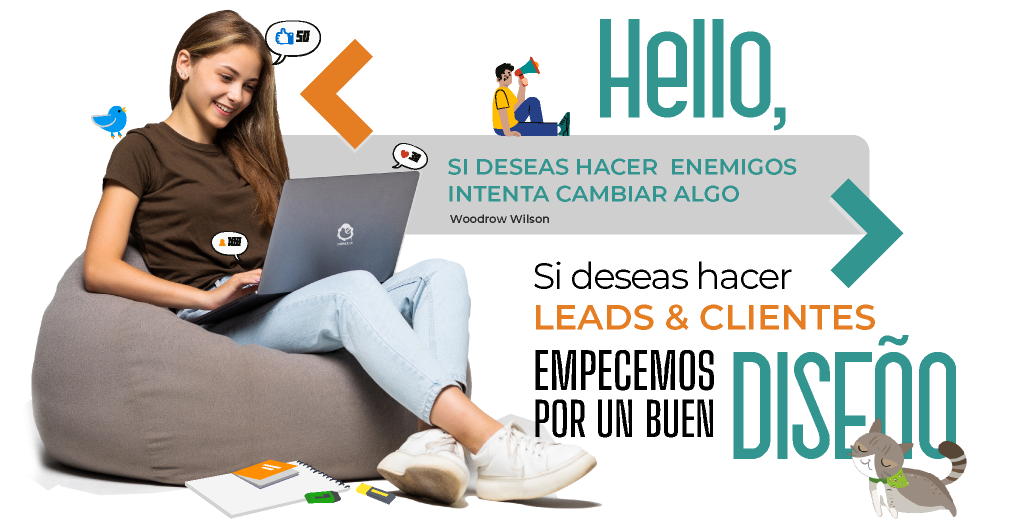 50
Hello,
SI DESEAS HACER ENEMIGOS
INTENTA CAMBIAR ALGO
Woodrow Wilson
Si deseas hacer
LEADS & CLIENTES
EMPECEMOS
POR UN BUEN
DISEÑO